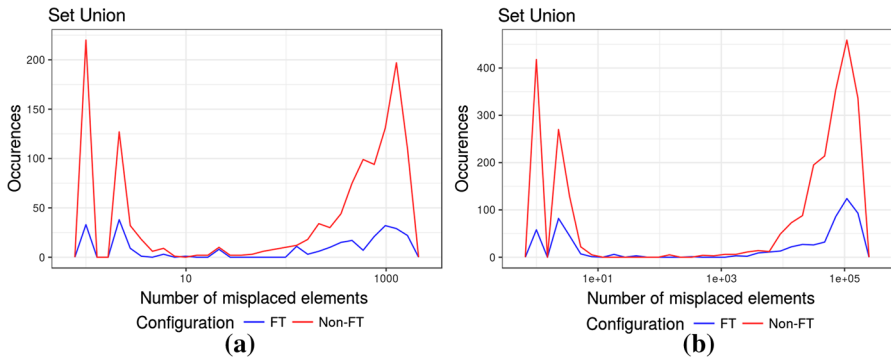 Set Union
Occurences
200
150
100
50
0
10
1000
Number of misplaced elements
Configuration FT Non-FT
(a)
Set Union
Occurences
400
300
200
100
0
1e+01
1e+03
1e+05
Number of misplaced elements
Configuration FT Non-FT
(b)